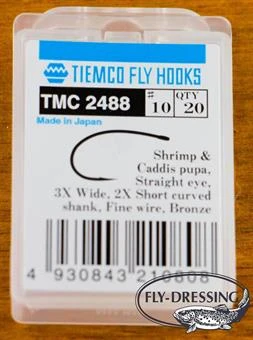 TIEMCO FLY HOOKS
TMC 2488
# 10
QTY 20
Made in Japan
Shrimp &
Caddis pupa,
Straight eye,
3X Wide, 2X Short curved
shank, Fine wire, Bronze
4 930843 210808
FLY-DRESSING